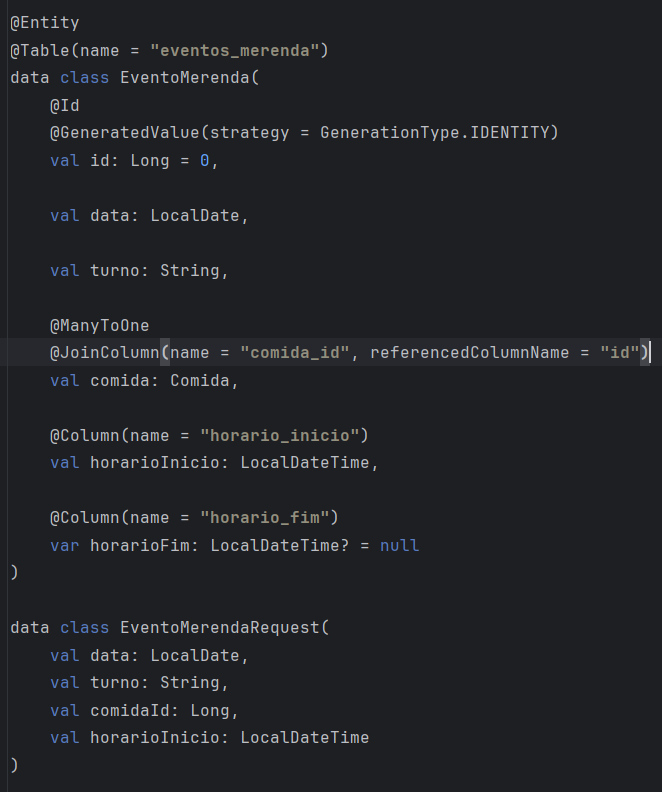 @Entity
@Table(name = "eventos_merenda")
data class EventoMerenda(
    @Id
    @GeneratedValue(strategy = GenerationType.IDENTITY)
    val id: Long = 0,

    val data: LocalDate,

    val turno: String,

    @ManyToOne
    @JoinColumn(name = "comida_id", referencedColumnName = "id")
    val comida: Comida,

    @Column(name = "horario_inicio")
    val horarioInicio: LocalDateTime,

    @Column(name = "horario_fim")
    var horarioFim: LocalDateTime? = null
)

data class EventoMerendaRequest(
    val data: LocalDate,
    val turno: String,
    val comidaId: Long,
    val horarioInicio: LocalDateTime
)